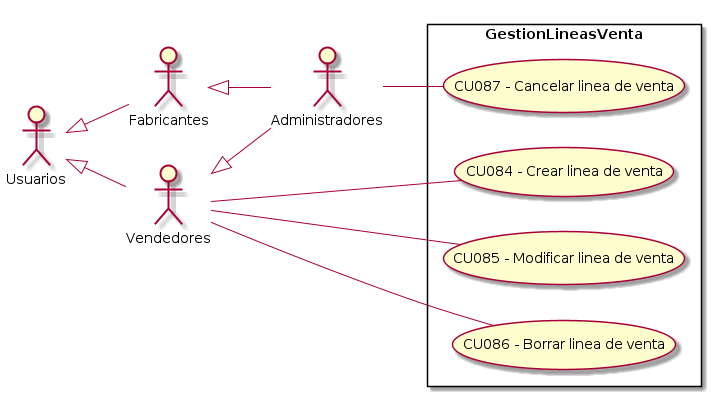 GestionLineasVenta
CU087 - Cancelar linea de venta
Fabricantes
Administradores
Usuarios
CU084 - Crear linea de venta
Vendedores
CU085 - Modificar linea de venta
CU086 - Borrar linea de venta